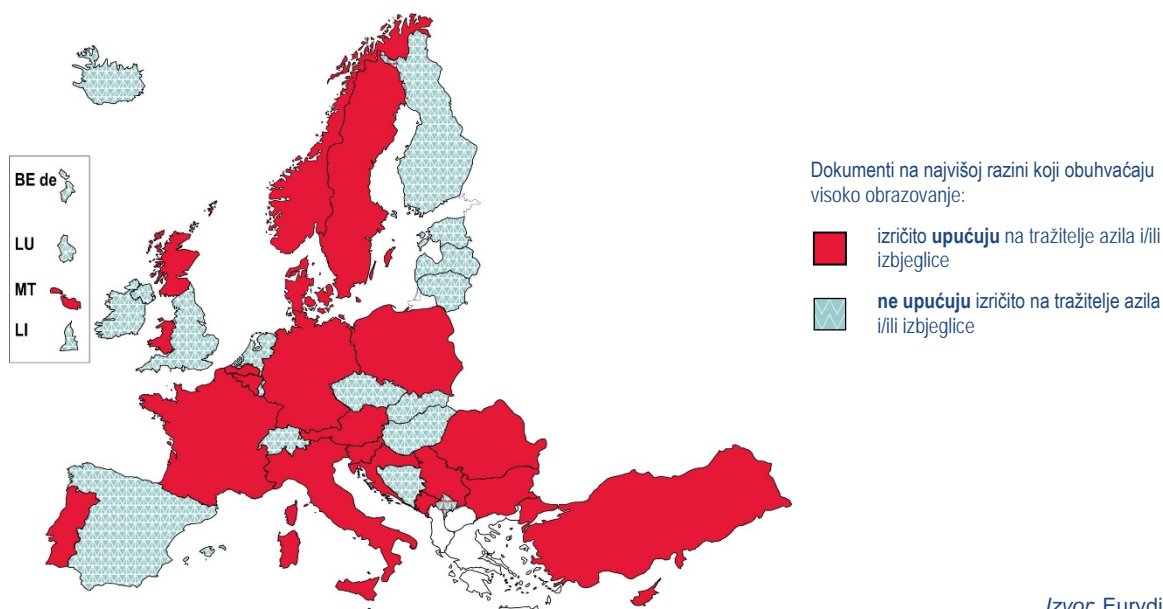 BE de
LU
MT
LI
Dokumenti na najvišoj razini koji obuhvaćaju
visoko obrazovanje:
izričito upućuju na tražitelje azila i/ili
izbjeglice
ne upućuju izričito na tražitelje azila
i/ili izbjeglice
Izvor. Eurydi